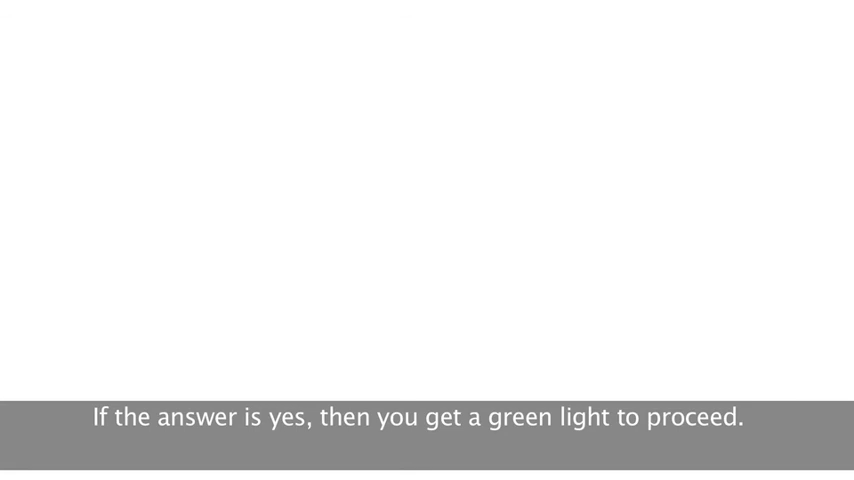 If the answer is yes, then you get a green light to proceed.